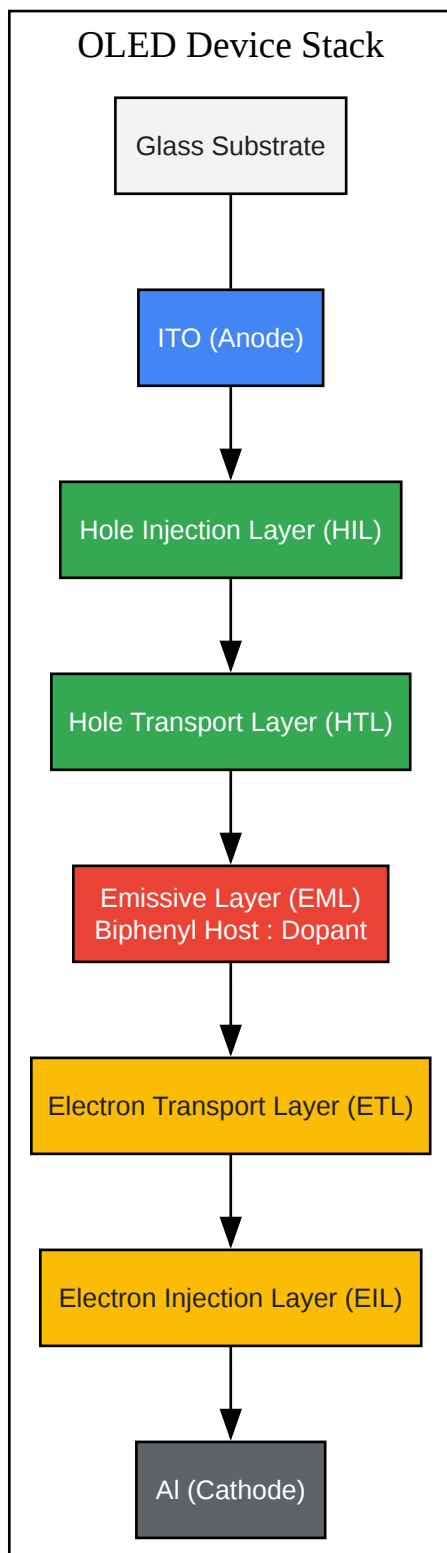 OLED Device Stack
Glass Substrate
ITO (Anode)
Hole Injection Layer (HIL)
Hole Transport Layer (HTL)
Emissive Layer (EML)
Biphenyl Host : Dopant
Electron Transport Layer (ETL)
Electron Injection Layer (EIL)
Al (Cathode)